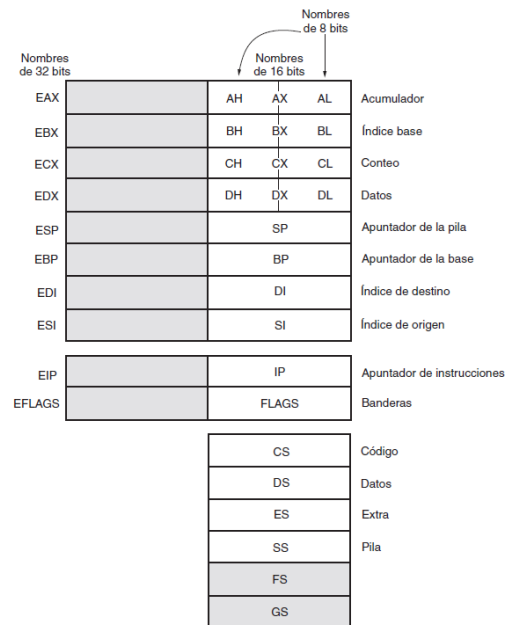 Nombres
de 8 bits
Nombres
de 32 bits
Nombres
de 16 bits
EAX AH AX AL Acumulador
EBX BH BX BL Índice base
ECX CH CX CL Conteo
EDX DH DX DL Datos
ESP SP Apuntador de la pila
EBP BP Apuntador de la base
EDI DI Índice de destino
ESI SI Índice de origen
EIP IP Apuntador de instrucciones
EFLAGS FLAGS Banderas
CS Código
DS Datos
ES Extra
SS Pila
FS
GS